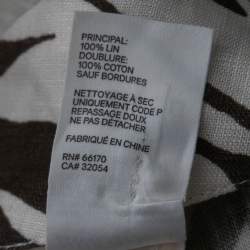 PRINCIPAL:
100% LIN
DOUBLURE:
100% COTON
SAUF BORDURES
NETTOYAGE À SEC
UNIQUEMENT CODE P
REPASSAGE DOUX
NE PAS DÉTACHER
FABRIQUÉ EN CHINE
RN# 66170
CA# 32054